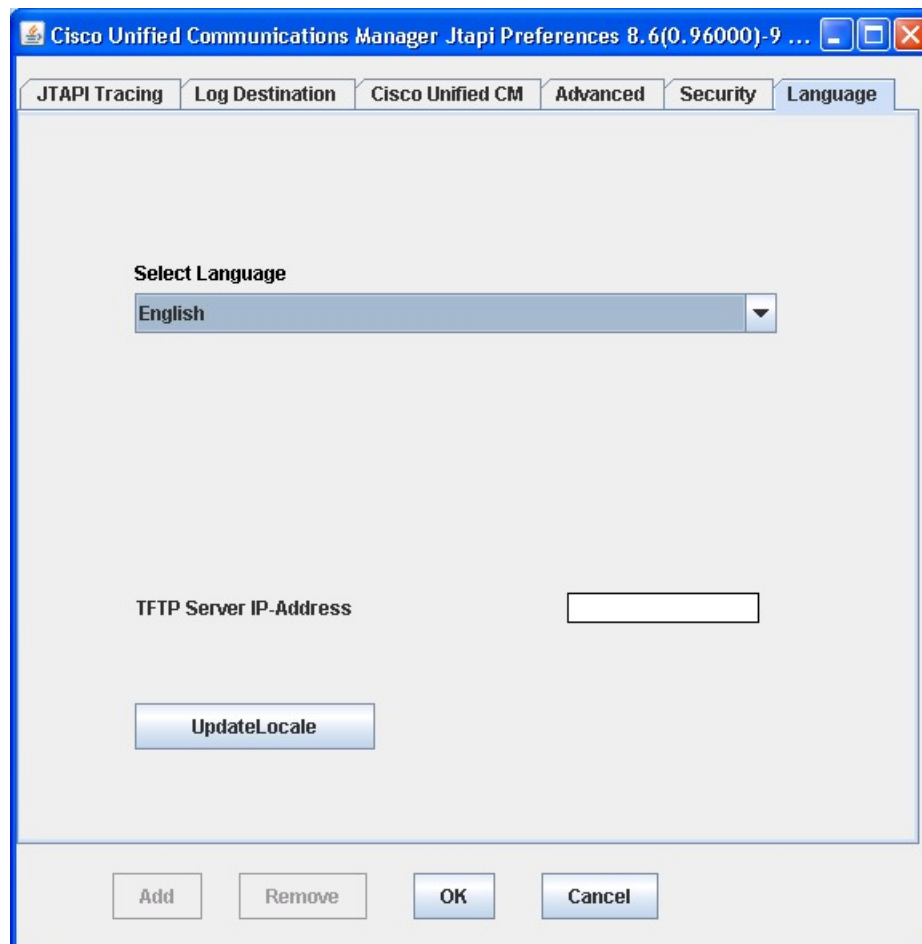 Cisco Unified Communications Manager Jtapi Preferences 8.6(0.96000)-9 ...
JTAPI Tracing Log Destination Cisco Unified CM Advanced Security Language
Select Language
English
TFTP Server IP-Address
UpdateLocale
Add Remove OK Cancel